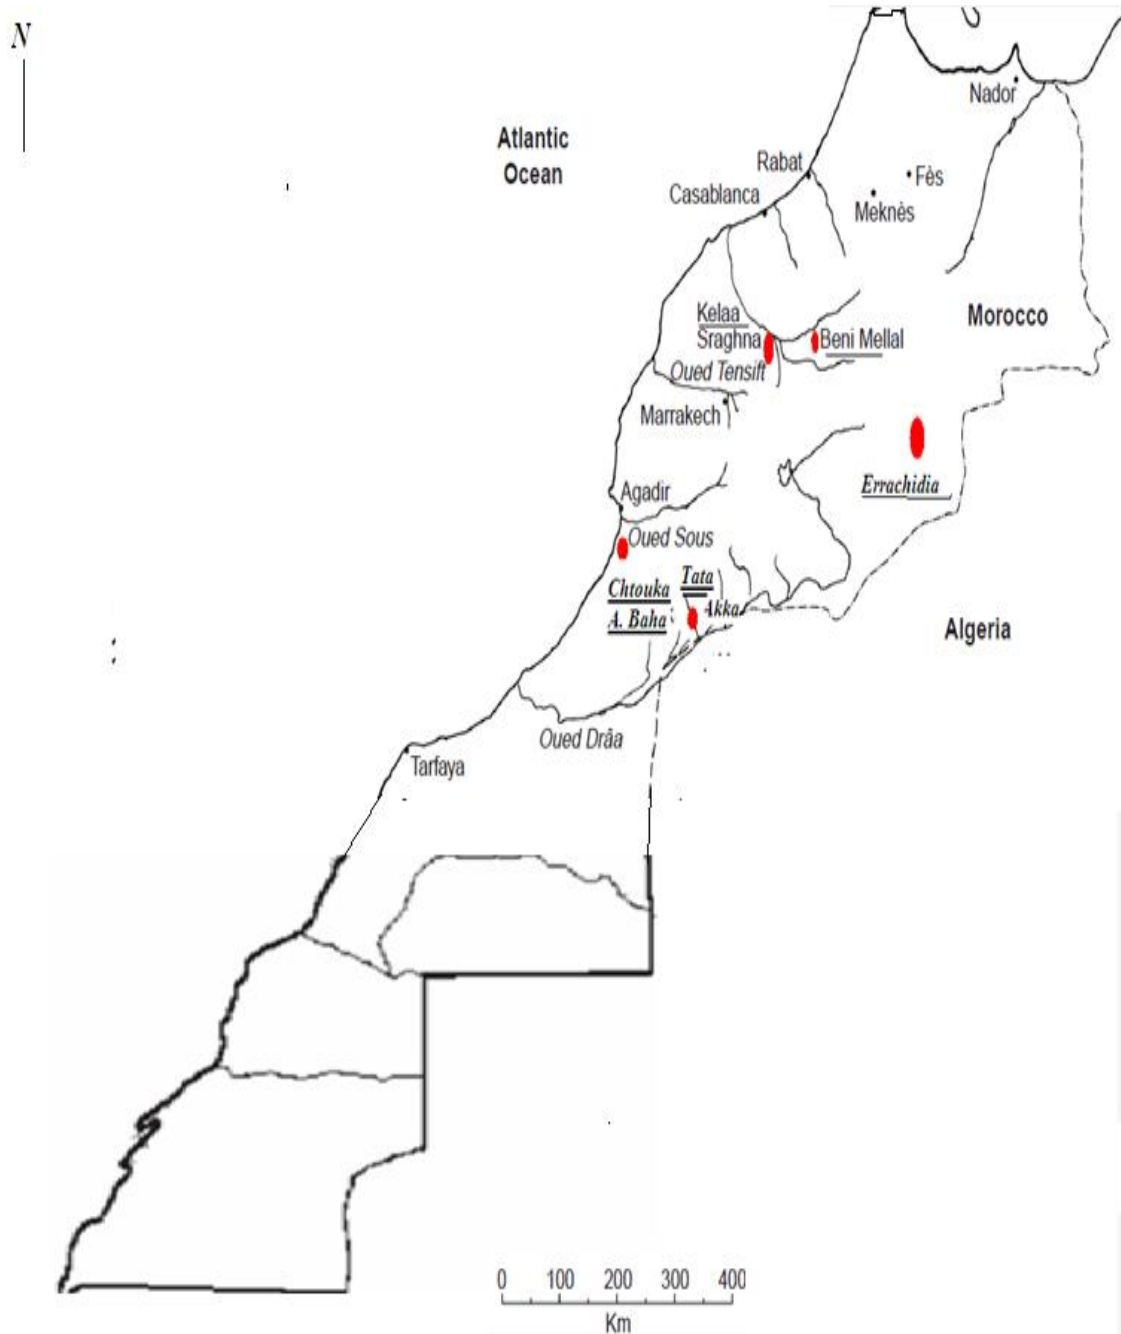 N
Nador
Atlantic
Ocean
Rabat
Fès
Casablanca
Meknès
Kelaa
Sraghna
Beni Mellal
Morocco
Oued Tensift
Marrakech
Errachidia
Agadir
Oued Sous
Chtouka
A. Baha
Tata
Akka
Algeria
Oued Drâa
Tarfaya
0 100 200 300 400
Km